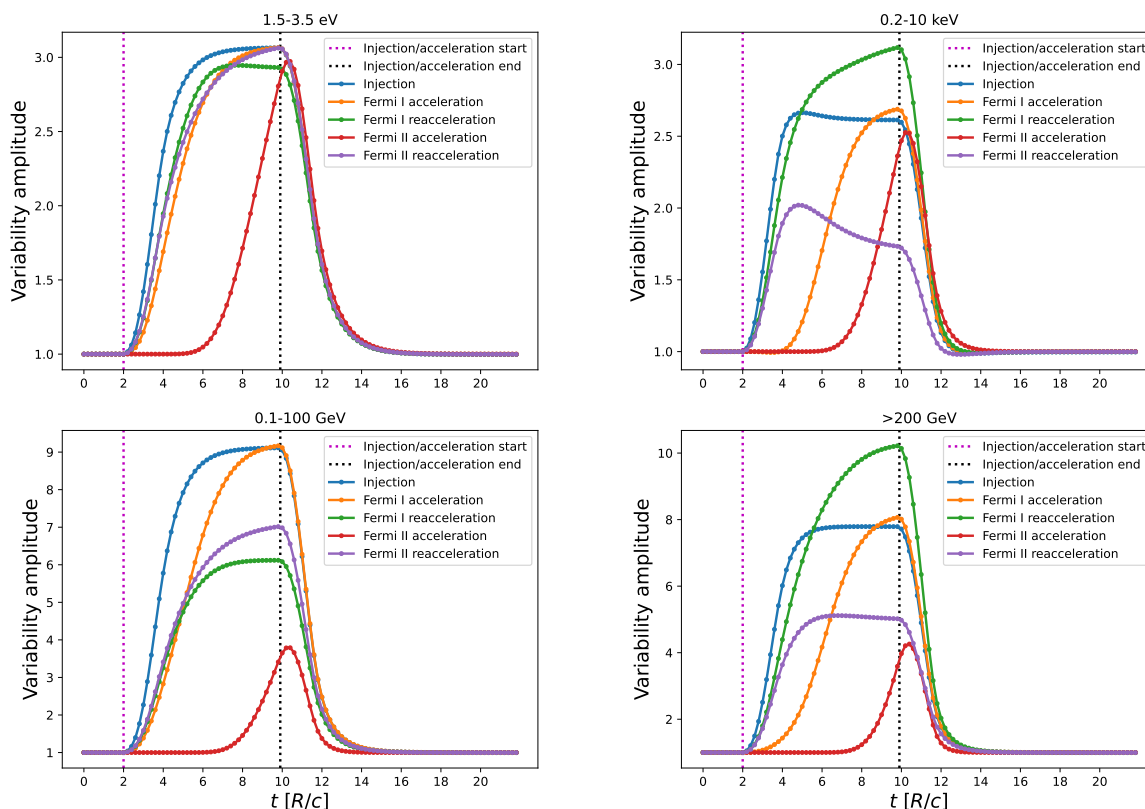 1.5-3.5 eV
Variability amplitude
3.0
2.5
2.0
1.5
1.0
Injection/acceleration start
Injection/acceleration end
Injection
Fermi I acceleration
Fermi I reacceleration
Fermi II acceleration
Fermi II reacceleration
0 2 4 6 8 10 12 14 16 18 20
0.2-10 keV
Variability amplitude
3.0
2.5
2.0
1.5
1.0
Injection/acceleration start
Injection/acceleration end
Injection
Fermi I acceleration
Fermi I reacceleration
Fermi II acceleration
Fermi II reacceleration
0 2 4 6 8 10 12 14 16 18 20
0.1-100 GeV
Variability amplitude
9
8
7
6
5
4
3
2
1
Injection/acceleration start
Injection/acceleration end
Injection
Fermi I acceleration
Fermi I reacceleration
Fermi II acceleration
Fermi II reacceleration
0 2 4 6 8 10 12 14 16 18 20
t [R/c]
>200 GeV
Variability amplitude
10
8
6
4
2
Injection/acceleration start
Injection/acceleration end
Injection
Fermi I acceleration
Fermi I reacceleration
Fermi II acceleration
Fermi II reacceleration
0 2 4 6 8 10 12 14 16 18 20
t [R/c]